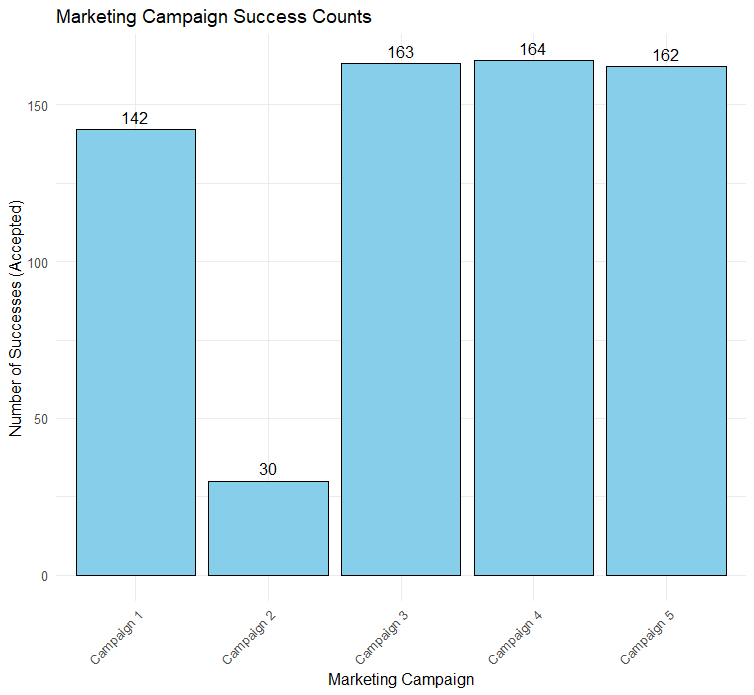 Marketing Campaign Success Counts
Number of Successes (Accepted)
150
100
50
0
142
30
163
164
162
Campaign 1
Campaign 2
Campaign 3
Campaign 4
Campaign 5
Marketing Campaign